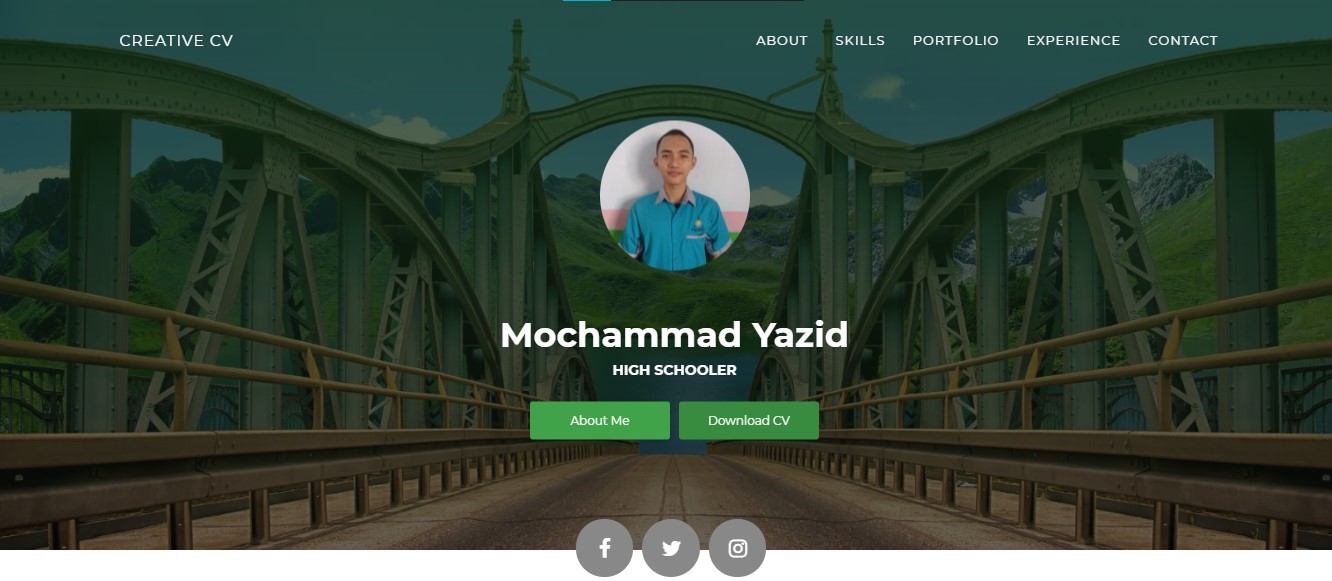 CREATIVE CV
ABOUT SKILLS PORTFOLIO EXPERIENCE CONTACT
Mochammad Yazid
HIGH SCHOOLER
About Me
Download CV